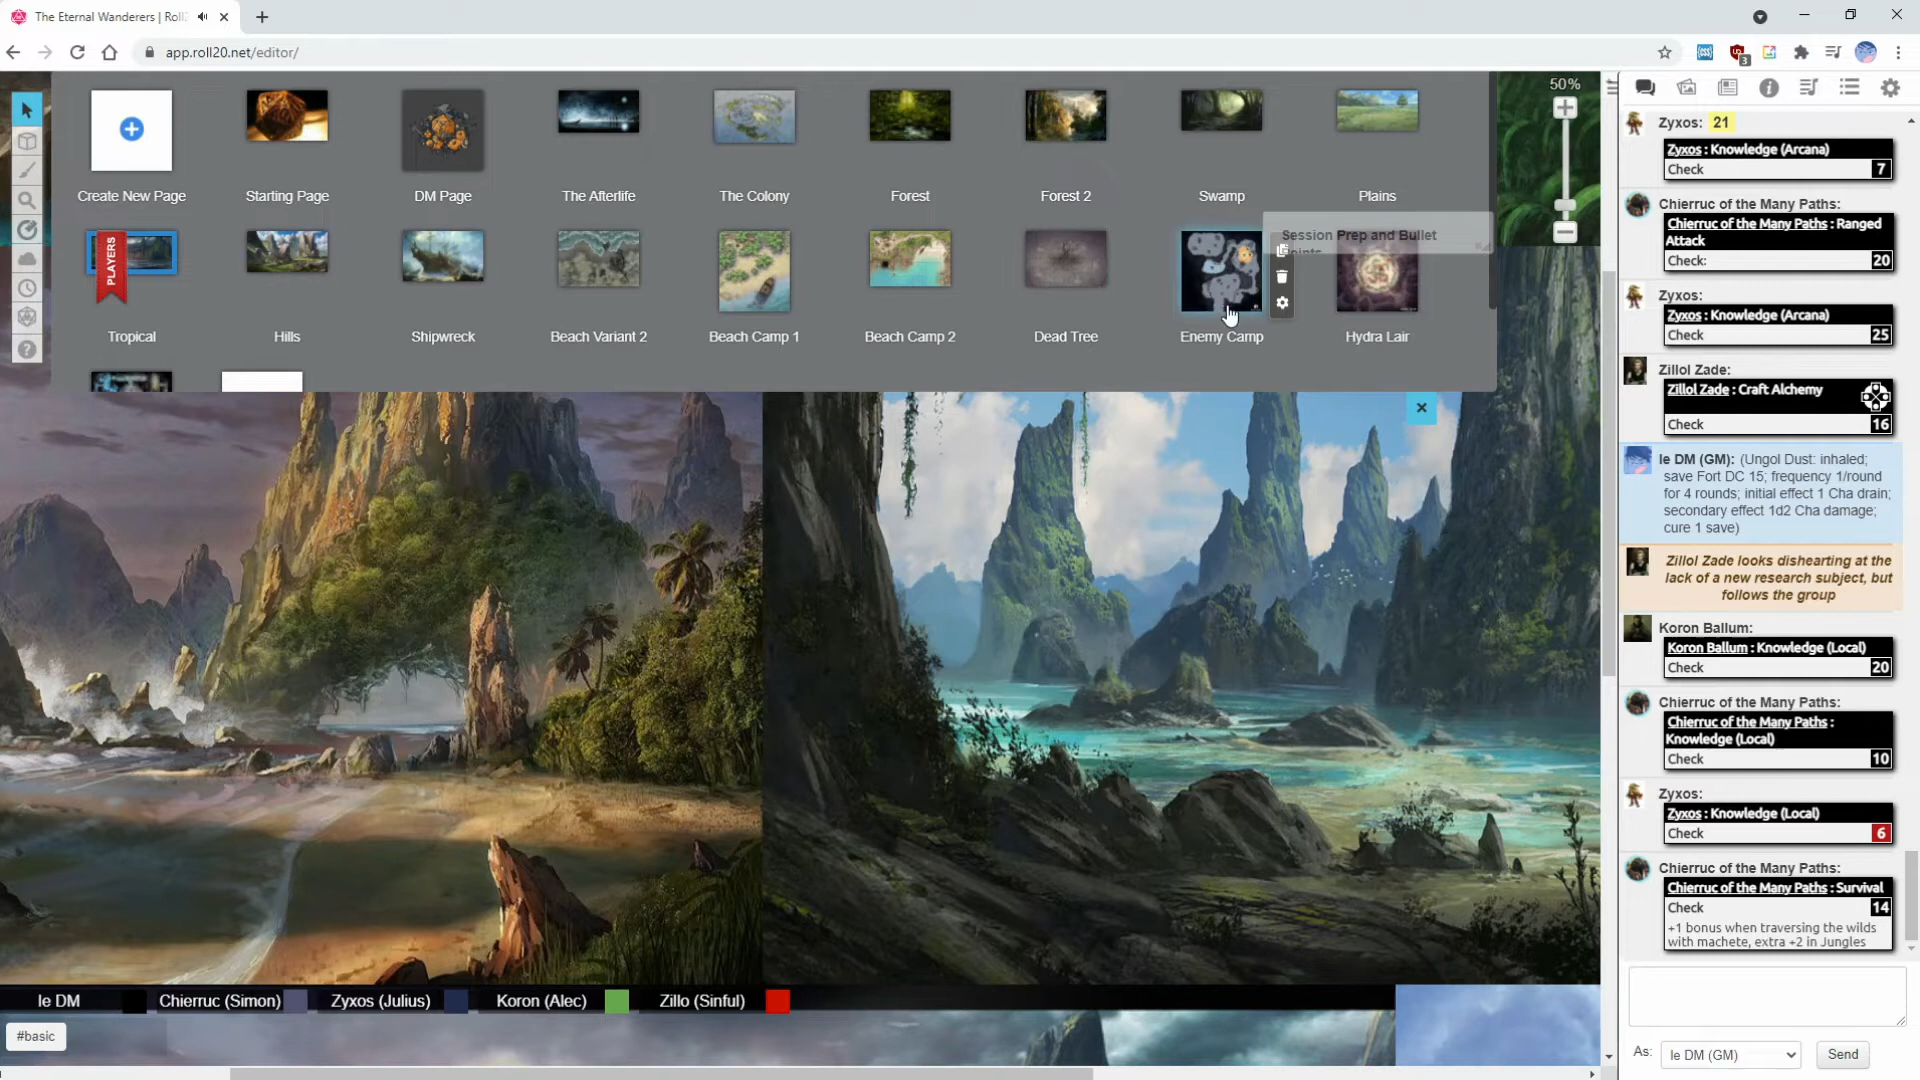 The Eternal Wanderers | Roll2
app.roll20.net/editor/
3
Create New Page
Starting Page
DM Page
The Afterlife
The Colony
Forest
Forest 2
Swamp
Plains
PLAYERS
Session Prep and Bullet
Points
Tropical
Hills
Shipwreck
Beach Variant 2
Beach Camp 1
Beach Camp 2
Dead Tree
Enemy Camp
Hydra Lair
50%
Zyxos: 21
Zyxos : Knowledge (Arcana)
Check 7
Chierruc of the Many Paths:
Chierruc of the Many Paths : Ranged
Attack
Check: 20
Zyxos:
Zyxos : Knowledge (Arcana)
Check 25
Zillol Zade:
Zillol Zade : Craft Alchemy
Check 16
le DM (GM): (Ungol Dust: inhaled;
save Fort DC 15; frequency 1/round
for 4 rounds; initial effect 1 Cha drain;
secondary effect 1d2 Cha damage;
cure 1 save)
Zillol Zade looks dishearting at the
lack of a new research subject, but
follows the group
Koron Ballum:
Koron Ballum : Knowledge (Local)
Check 20
Chierruc of the Many Paths:
Chierruc of the Many Paths :
Knowledge (Local)
Check 10
Zyxos:
Zyxos : Knowledge (Local)
Check 6
Chierruc of the Many Paths:
Chierruc of the Many Paths : Survival
Check 14
+1 bonus when traversing the wilds
with machete, extra +2 in Jungles
le DM
Chierruc (Simon)
Zyxos (Julius)
Koron (Alec)
Zillo (Sinful)
#basic
As: le DM (GM) Send